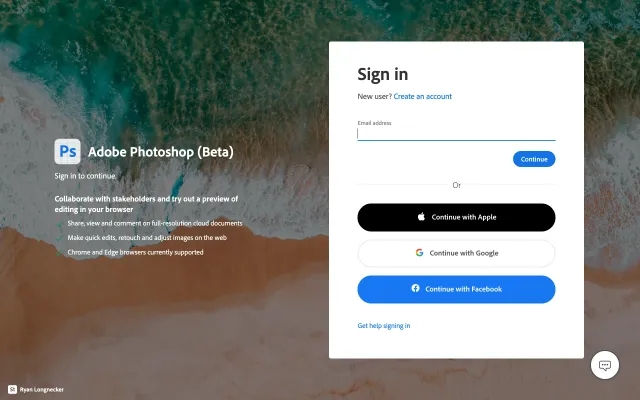 Ps Adobe Photoshop (Beta)
Sign in to continue
Collaborate with stakeholders and try out a preview of
editing in your browser
Share, view and comment on full-resolution cloud documents
Make quick edits, retouch and adjust images on the web
Chrome and Edge browsers currently supported
Sign in
New user? Create an account
Email address
Continue
Or
Continue with Apple
Continue with Google
Continue with Facebook
Get help signing in
St Ryan Longnecker